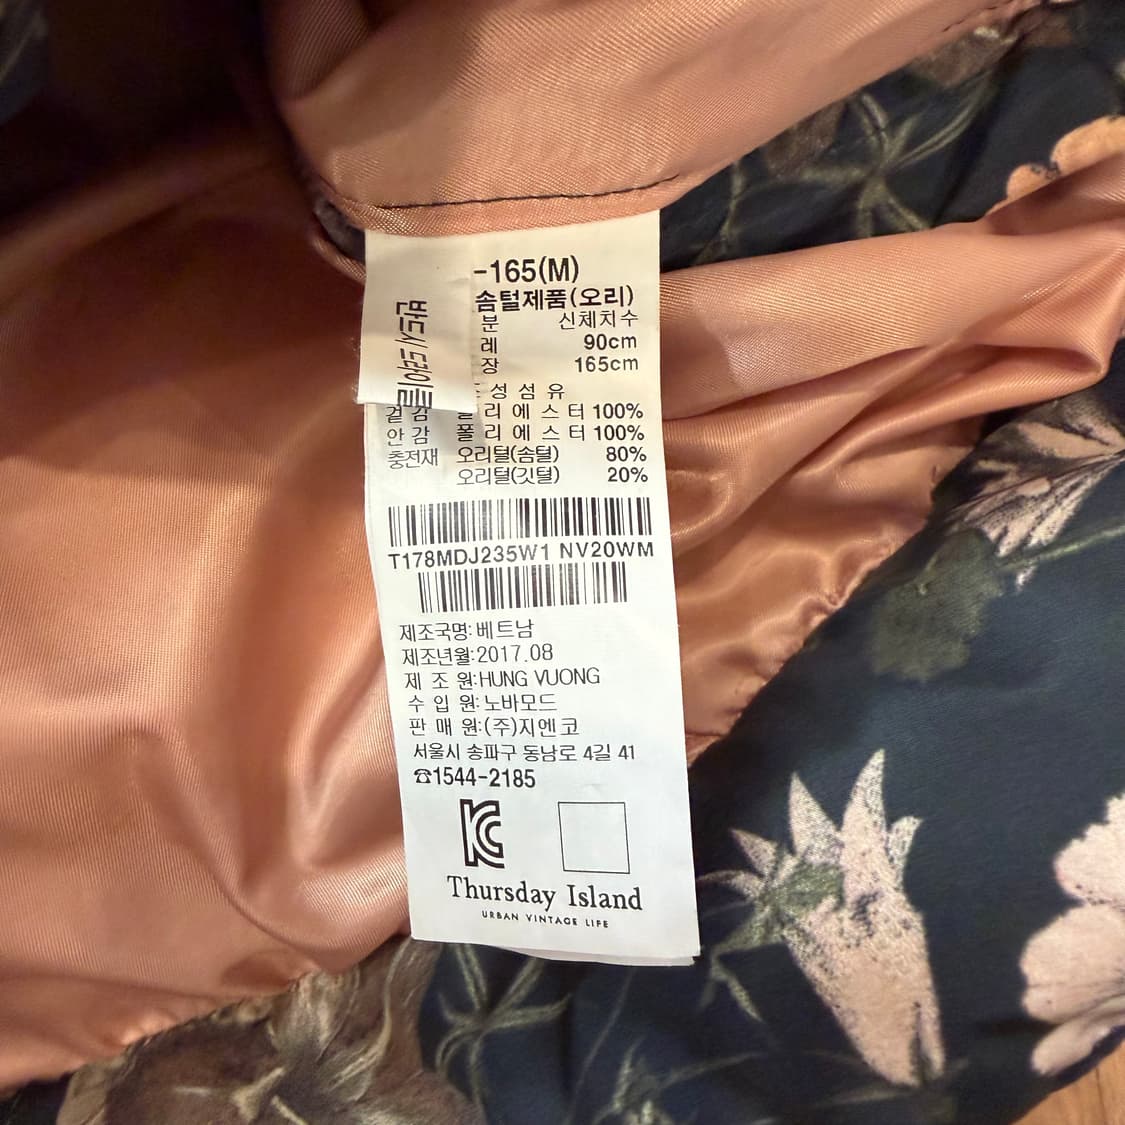 -165(M)
솜털제품(오리)
분 신체치수
레 90cm
장 165cm
성 섬 유
겉 감 폴 리 에 스 터 100%
안 감 폴 리 에 스 터 100%
충전재 오리털(솜털) 80%
오리털(깃털) 20%
T178MDJ235W1 NV20WM
제조국명:베트남
제조년월:2017.08
제 조 원:HUNG VUONG
수 입 원:노바모드
판 매 원:(주)지엔코
서울시 송파구 동남로 4길 41
☎1544-2185
KC
Thursday Island
URBAN VINTAGE LIFE
반드시 드라이클